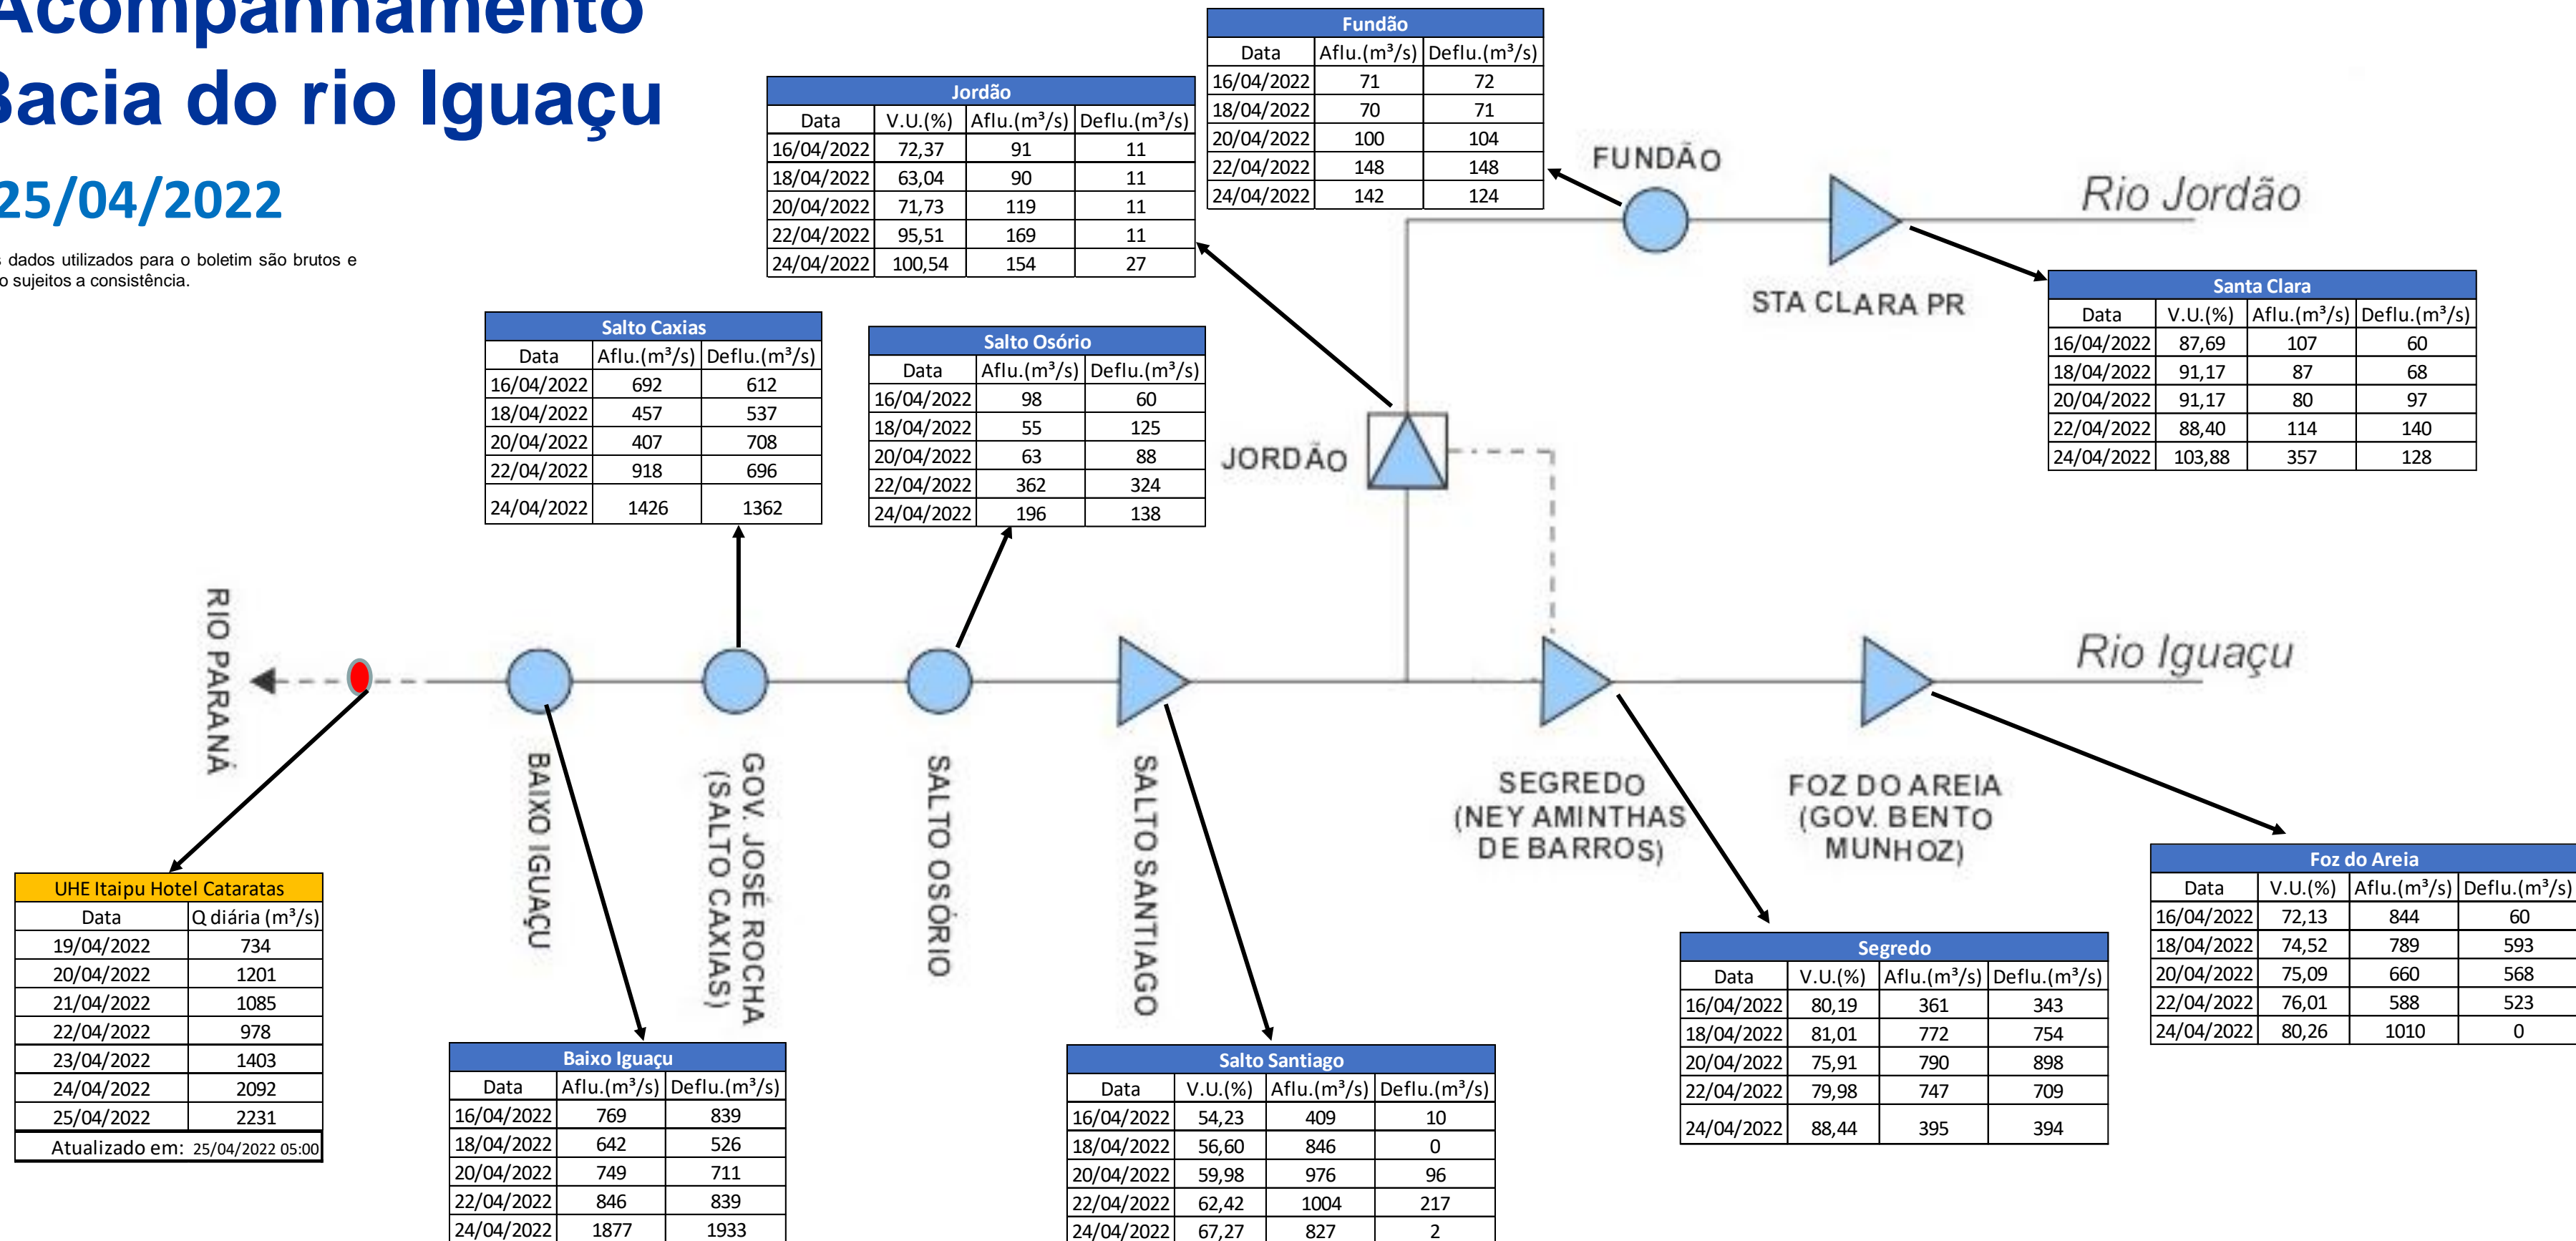 Acompanhamento
Bacia do rio Iguaçu
25/04/2022
dados utilizados para o boletim são brutos e
sujeitos a consistência.
Fundão
Data Aflu.(m³/s) Deflu.(m³/s)
16/04/2022 71 72
18/04/2022 70 71
20/04/2022 100 104
22/04/2022 148 148
24/04/2022 142 124
Jordão
Data V.U.(%) Aflu.(m³/s) Deflu.(m³/s)
16/04/2022 72,37 91 11
18/04/2022 63,04 90 11
20/04/2022 71,73 119 11
22/04/2022 95,51 169 11
24/04/2022 100,54 154 27
FUNDÃO
Rio Jordão
STA CLARA PR
Santa Clara
Data V.U.(%) Aflu.(m³/s) Deflu.(m³/s)
16/04/2022 87,69 107 60
18/04/2022 91,17 87 68
20/04/2022 91,17 80 97
22/04/2022 88,40 114 140
24/04/2022 103,88 357 128
Salto Caxias
Data Aflu.(m³/s) Deflu.(m³/s)
16/04/2022 692 612
18/04/2022 457 537
20/04/2022 407 708
22/04/2022 918 696
24/04/2022 1426 1362
Salto Osório
Data Aflu.(m³/s) Deflu.(m³/s)
16/04/2022 98 60
18/04/2022 55 125
20/04/2022 63 88
22/04/2022 362 324
24/04/2022 196 138
JORDÃO
RIO PARANÁ
Rio Iguaçu
BAIXO IGUAÇU
GOV. JOSÉ ROCHA
(SALTO CAXIAS)
SALTO OSÓRIO
SALTO SANTIAGO
SEGREDO
(NEY AMINTHAS
DE BARROS)
FOZ DO AREIA
(GOV. BENTO
MUNHOZ)
UHE Itaipu Hotel Cataratas
Data Q diária (m³/s)
19/04/2022 734
20/04/2022 1201
21/04/2022 1085
22/04/2022 978
23/04/2022 1403
24/04/2022 2092
25/04/2022 2231
Atualizado em: 25/04/2022 05:00
Baixo Iguaçu
Data Aflu.(m³/s) Deflu.(m³/s)
16/04/2022 769 839
18/04/2022 642 526
20/04/2022 749 711
22/04/2022 846 839
24/04/2022 1877 1933
Salto Santiago
Data V.U.(%) Aflu.(m³/s) Deflu.(m³/s)
16/04/2022 54,23 409 10
18/04/2022 56,60 846 0
20/04/2022 59,98 976 96
22/04/2022 62,42 1004 217
24/04/2022 67,27 827 2
Segredo
Data V.U.(%) Aflu.(m³/s) Deflu.(m³/s)
16/04/2022 80,19 361 343
18/04/2022 81,01 772 754
20/04/2022 75,91 790 898
22/04/2022 79,98 747 709
24/04/2022 88,44 395 394
Foz do Areia
Data V.U.(%) Aflu.(m³/s) Deflu.(m³/s)
16/04/2022 72,13 844 60
18/04/2022 74,52 789 593
20/04/2022 75,09 660 568
22/04/2022 76,01 588 523
24/04/2022 80,26 1010 0